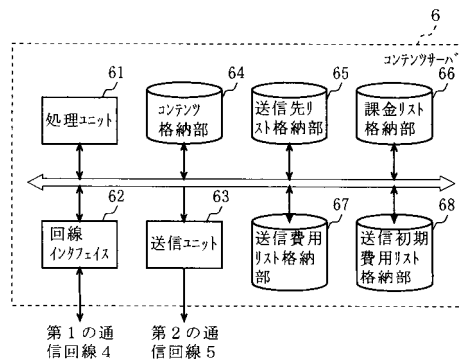 6
コンテンツサーバ
61
処理ユニット
64
コンテンツ
格納部
65
送信先リ
スト格納部
66
課金リスト
格納部
62
回線
インタフェイス
63
送信ユニット
67
送信費用
リスト格納
部
68
送信初期
費用リスト
格納部
第1の通
信回線4
第2の通
信回線5